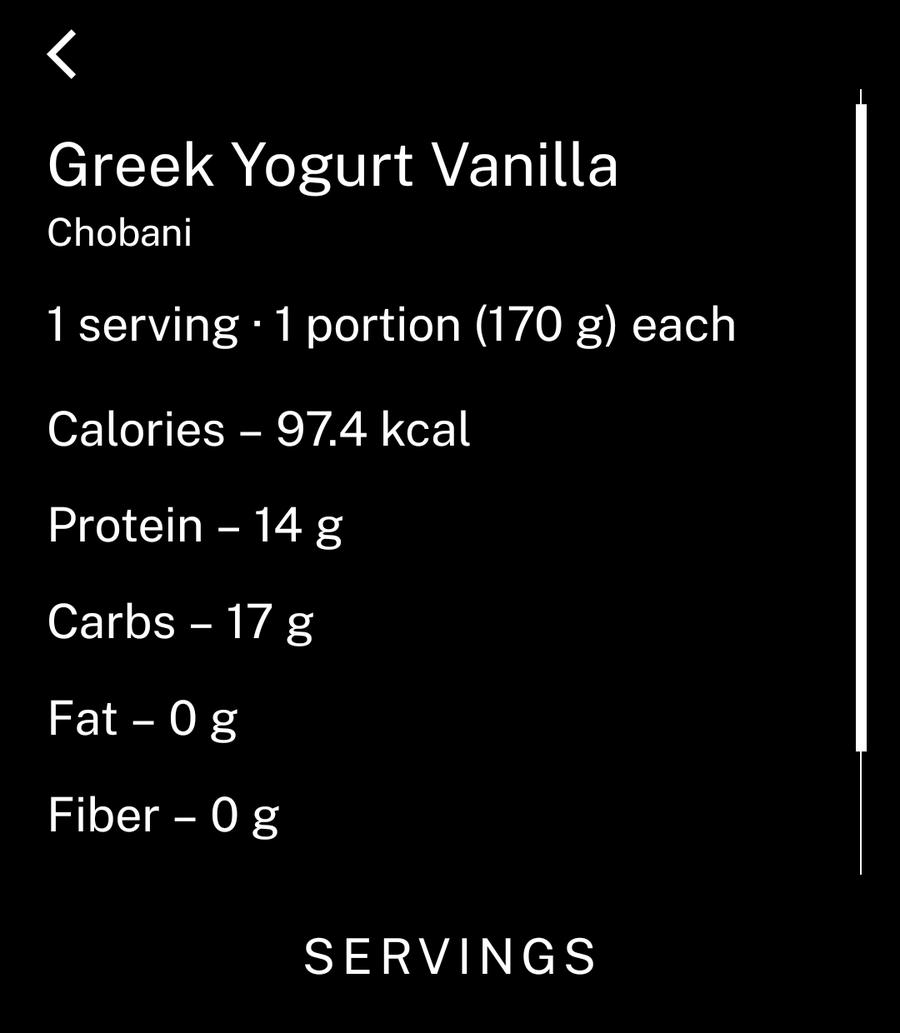 Greek Yogurt Vanilla
Chobani
1 serving · 1 portion (170 g) each
Calories – 97.4 kcal
Protein – 14 g
Carbs – 17 g
Fat – 0 g
Fiber – 0 g
SERVINGS